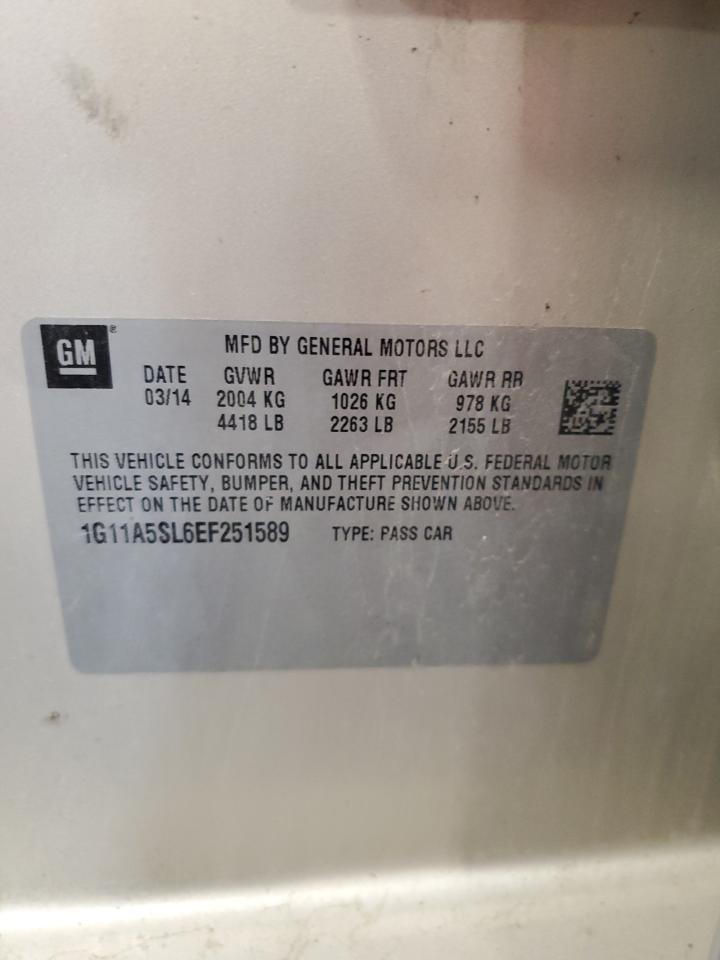 GM ®
MFD BY GENERAL MOTORS LLC
DATE GVWR GAWR FRT GAWR RR
03/14 2004 KG 1026 KG 978 KG
4418 LB 2263 LB 2155 LB
THIS VEHICLE CONFORMS TO ALL APPLICABLE U.S. FEDERAL MOTOR
VEHICLE SAFETY, BUMPER, AND THEFT PREVENTION STANDARDS IN
EFFECT ON THE DATE OF MANUFACTURE SHOWN ABOVE.
1G11A5SL6EF251589 TYPE: PASS CAR